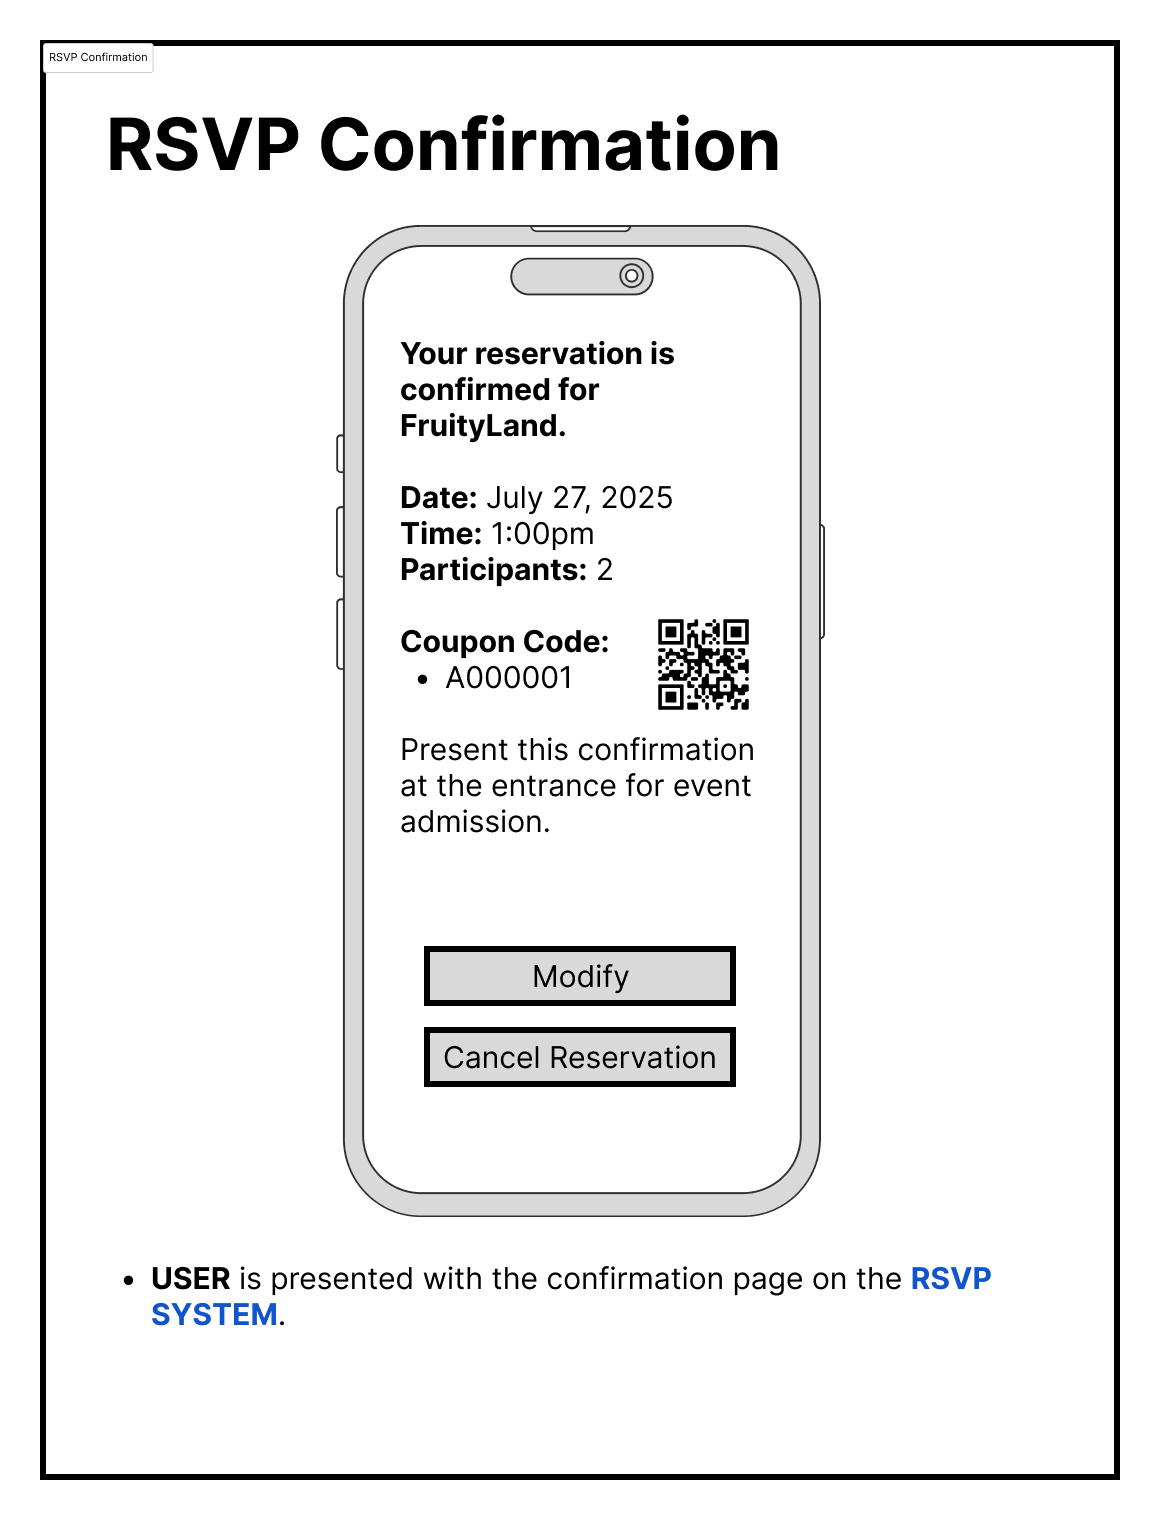 RSVP Confirmation
RSVP Confirmation
Your reservation is
confirmed for
FruityLand.
Date: July 27, 2025
Time: 1:00pm
Participants: 2
Coupon Code:
• A000001
Present this confirmation
at the entrance for event
admission.
Modify
Cancel Reservation
• USER is presented with the confirmation page on the RSVP
SYSTEM.